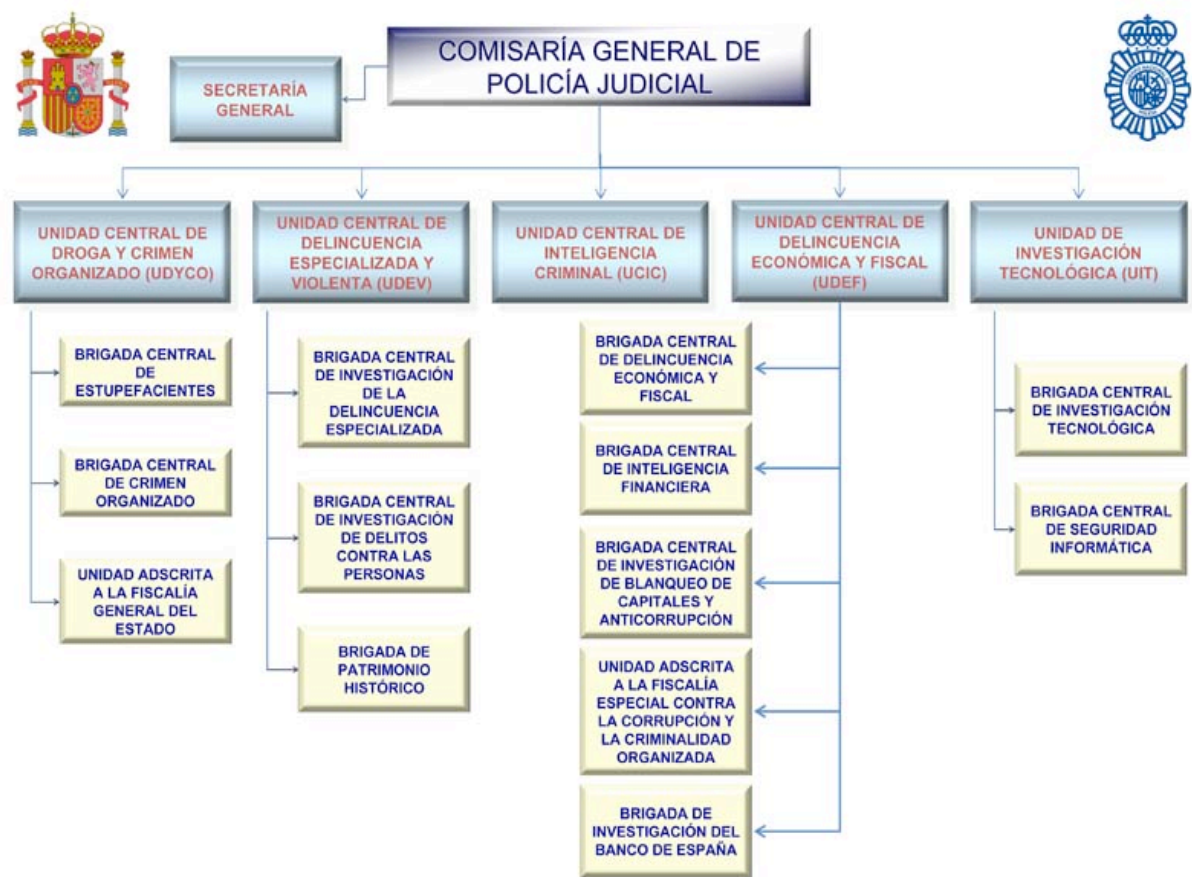 COMISARÍA GENERAL DE
POLICÍA JUDICIAL
SECRETARÍA
GENERAL
UNIDAD CENTRAL DE
DROGA Y CRIMEN
ORGANIZADO (UDYCO)
UNIDAD CENTRAL DE
DELINCUENCIA
ESPECIALIZADA Y
VIOLENTA (UDEV)
UNIDAD CENTRAL DE
INTELIGENCIA
CRIMINAL (UCIC)
UNIDAD CENTRAL DE
DELINCUENCIA
ECONÓMICA Y FISCAL
(UDEF)
UNIDAD DE
INVESTIGACIÓN
TECNOLÓGICA (UIT)
BRIGADA CENTRAL
DE
ESTUPEFACIENTES
BRIGADA CENTRAL
DE CRIMEN
ORGANIZADO
UNIDAD ADSCRITA
A LA FISCALÍA
GENERAL DEL
ESTADO
BRIGADA CENTRAL
DE INVESTIGACIÓN
DE LA
DELINCUENCIA
ESPECIALIZADA
BRIGADA CENTRAL
DE INVESTIGACIÓN
DE DELITOS
CONTRA LAS
PERSONAS
BRIGADA DE
PATRIMONIO
HISTÓRICO
BRIGADA CENTRAL
DE DELINCUENCIA
ECONÓMICA Y
FISCAL
BRIGADA CENTRAL
DE INTELIGENCIA
FINANCIERA
BRIGADA CENTRAL
DE INVESTIGACIÓN
DE BLANQUEO DE
CAPITALES Y
ANTICORRUPCIÓN
UNIDAD ADSCRITA
A LA FISCALÍA
ESPECIAL CONTRA
LA CORRUPCIÓN Y
LA CRIMINALIDAD
ORGANIZADA
BRIGADA DE
INVESTIGACIÓN DEL
BANCO DE ESPAÑA
BRIGADA CENTRAL
DE INVESTIGACIÓN
TECNOLÓGICA
BRIGADA CENTRAL
DE SEGURIDAD
INFORMÁTICA